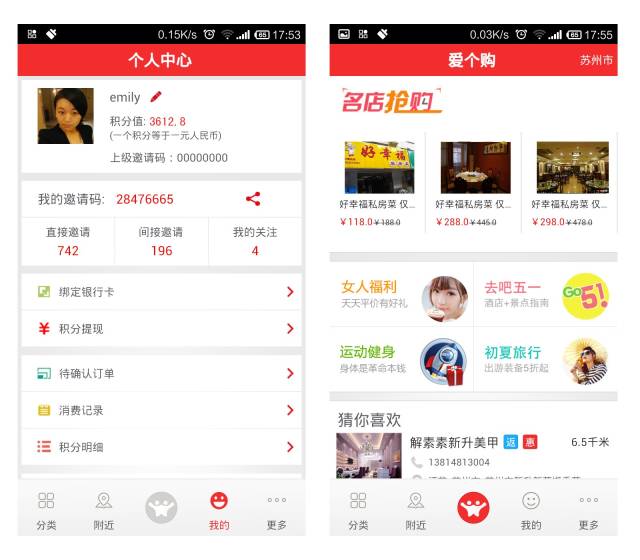 0.15K/s 65 17:53
个人中心
emily
积分值: 3612.8
(一个积分等于一元人民币)
上级邀请码：00000000
我的邀请码: 28476665
直接邀请 间接邀请 我的关注
742 196 4
绑定银行卡
积分提现
待确认订单
消费记录
积分明细
分类 附近 我的 更多
0.03K/s 65 17:55
爱个购 苏州市
名店抢购
好幸福
好幸福私房菜 仅... 好幸福私房菜 仅... 好幸福私房菜 仅...
￥118.0￥188.0 ￥288.0￥445.0 ￥298.0￥478.0
女人福利 去吧五一
天天平价有好礼 酒店+景点指南
Go 5!
运动健身 初夏旅行
身体是革命本钱 出游装备5折起
猜你喜欢
解素素新升美甲 返 惠 6.5千米
13814813004
分类 附近 我的 更多